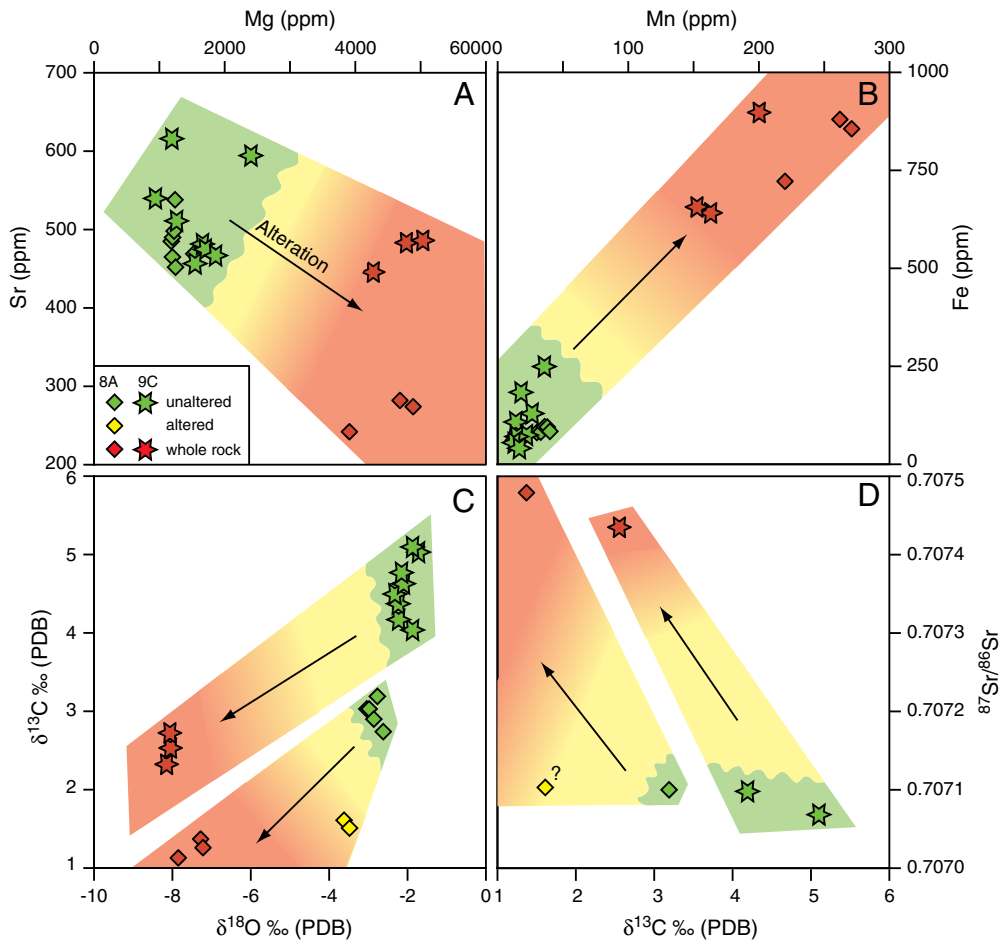 Mg (ppm)
Mn (ppm)
0 2000 4000 60000 100 200 300
700
600
500
400
300
200
Sr (ppm)
A
Alteration
8A 9C
unaltered
altered
whole rock
B
1000
750
500
250
0
Fe (ppm)
6
5
4
3
2
1
δ¹³C ‰ (PDB)
C
D
?
0.7075
0.7074
0.7073
0.7072
0.7071
0.7070
⁸⁷Sr/⁸⁶Sr
-10 -8 -6 -4 -2 0 1 2 3 4 5 6
δ¹⁸O ‰ (PDB)
δ¹³C ‰ (PDB)